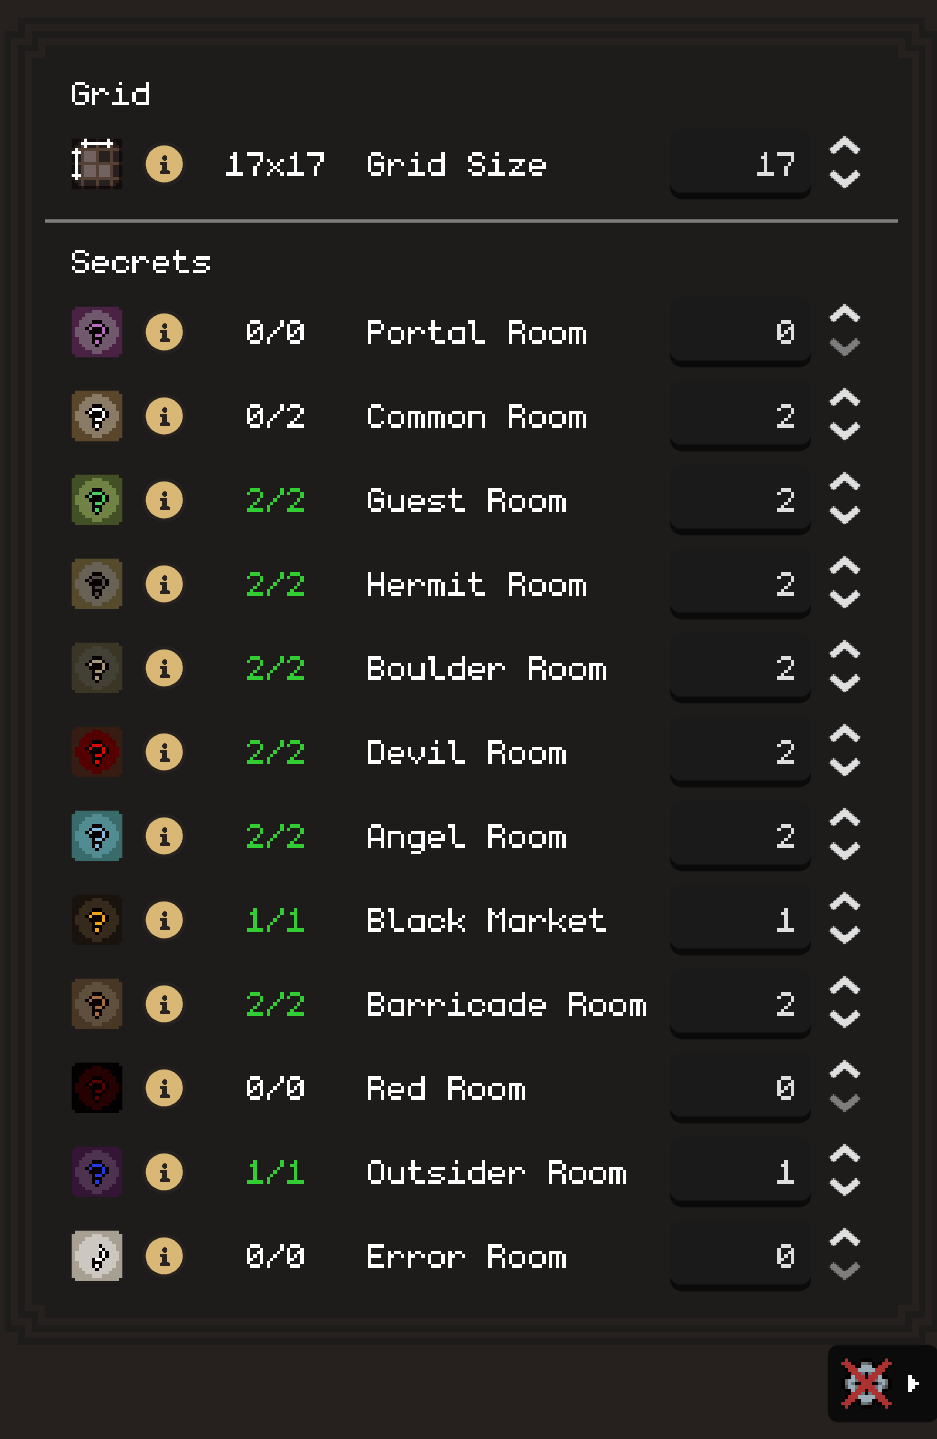 Grid
i 17x17 Grid Size 17
Secrets
? i 0/0 Portal Room 0
? i 0/2 Common Room 2
? i 2/2 Guest Room 2
? i 2/2 Hermit Room 2
? i 2/2 Boulder Room 2
? i 2/2 Devil Room 2
? i 2/2 Angel Room 2
? i 1/1 Black Market 1
? i 2/2 Barricade Room 2
? i 0/0 Red Room 0
? i 1/1 Outsider Room 1
? i 0/0 Error Room 0